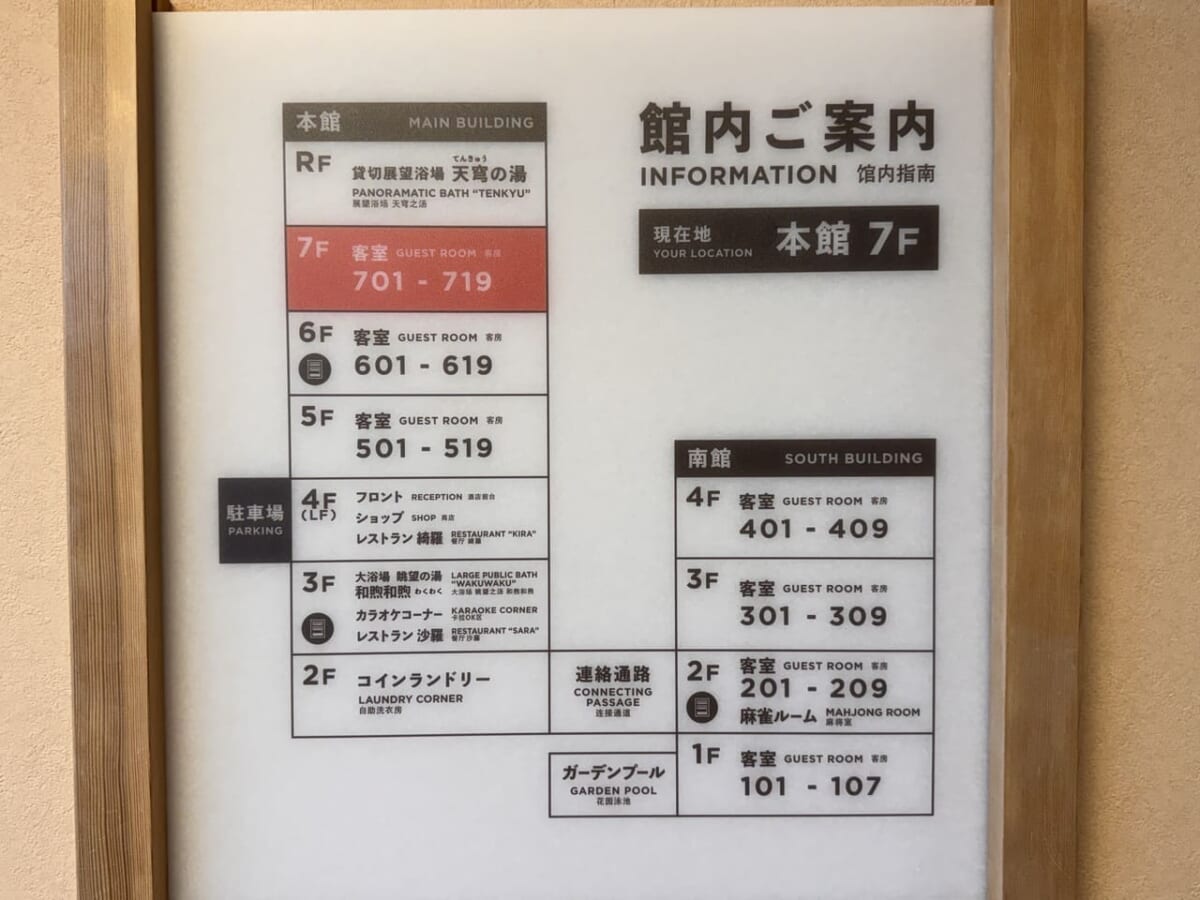 館内ご案内
INFORMATION 馆内指南
現在地
YOUR LOCATION
本館 7F
本館 MAIN BUILDING
RF
てんきゅう
貸切展望浴場 天穹の湯
PANORAMATIC BATH “TENKYU”
展望浴场 天穹之汤
7F
客室 GUEST ROOM 客房
701 - 719
6F
客室 GUEST ROOM 客房
601 - 619
5F
客室 GUEST ROOM 客房
501 - 519
駐車場
PARKING
4F
(LF)
フロント RECEPTION 酒店前台
ショップ SHOP 商店
レストラン 綺羅 RESTAURANT “KIRA”
餐厅 綺羅
3F
大浴場 眺望の湯
和煦和煦 わくわく
LARGE PUBLIC BATH
“WAKUWAKU”
大浴场 眺望之汤 和煦和煦
カラオケコーナー KARAOKE CORNER
卡拉OK区
レストラン 沙羅 RESTAURANT “SARA”
餐厅 沙羅
2F
コインランドリー
LAUNDRY CORNER
自助洗衣房
連絡通路
CONNECTING
PASSAGE
连接通道
南館 SOUTH BUILDING
4F
客室 GUEST ROOM 客房
401 - 409
3F
客室 GUEST ROOM 客房
301 - 309
2F
客室 GUEST ROOM 客房
201 - 209
麻雀ルーム MAHJONG ROOM
麻将室
1F
客室 GUEST ROOM 客房
101 - 107
ガーデンプール
GARDEN POOL
花园泳池